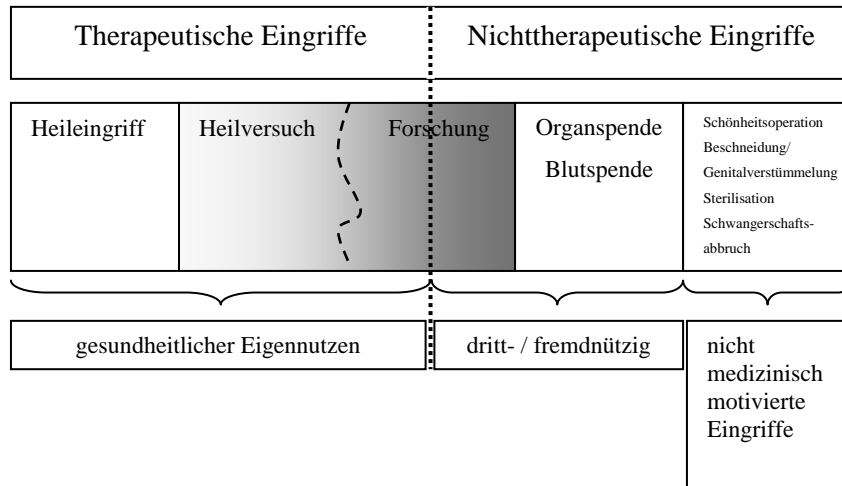 Therapeutische Eingriffe
Nichttherapeutische Eingriffe
Heileingriff
Heilversuch
Forschung
Organspende
Blutspende
Schönheitsoperation
Beschneidung/
Genitalverstümmelung
Sterilisation
Schwangerschafts-
abbruch
gesundheitlicher Eigennutzen
dritt- / fremdnützig
nicht
medizinisch
motivierte
Eingriffe